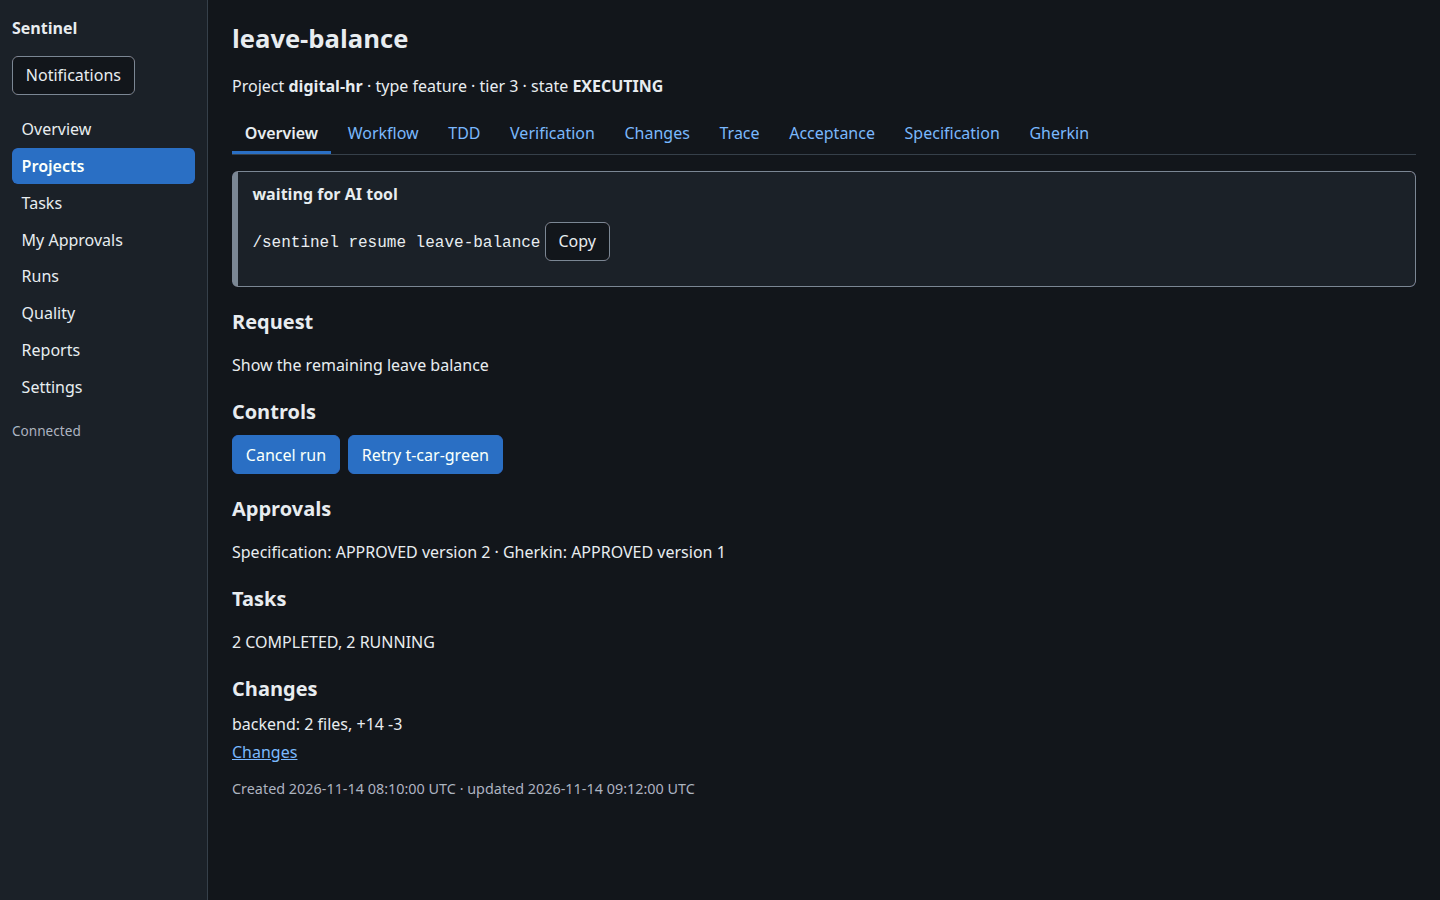 Sentinel
Notifications
Overview
Projects
Tasks
My Approvals
Runs
Quality
Reports
Settings
Connected
leave-balance
Project digital-hr · type feature · tier 3 · state EXECUTING
Overview Workflow TDD Verification Changes Trace Acceptance Specification Gherkin
waiting for AI tool
/sentinel resume leave-balance Copy
Request
Show the remaining leave balance
Controls
Cancel run Retry t-car-green
Approvals
Specification: APPROVED version 2 · Gherkin: APPROVED version 1
Tasks
2 COMPLETED, 2 RUNNING
Changes
backend: 2 files, +14 -3
Changes
Created 2026-11-14 08:10:00 UTC · updated 2026-11-14 09:12:00 UTC